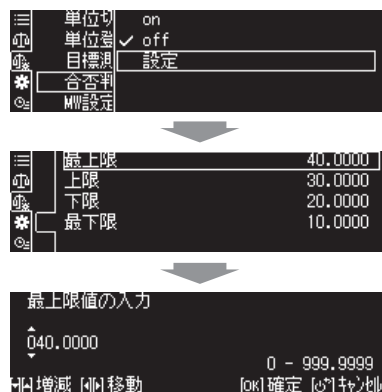 単位切 on
単位登 ✓ off
目標測 設定
合否判
MW設定
最上限 40.0000
上限 30.0000
下限 20.0000
最下限 10.0000
最上限値の入力
040.0000
0 - 999.9999
増減 移動 [OK]確定 キャンセル